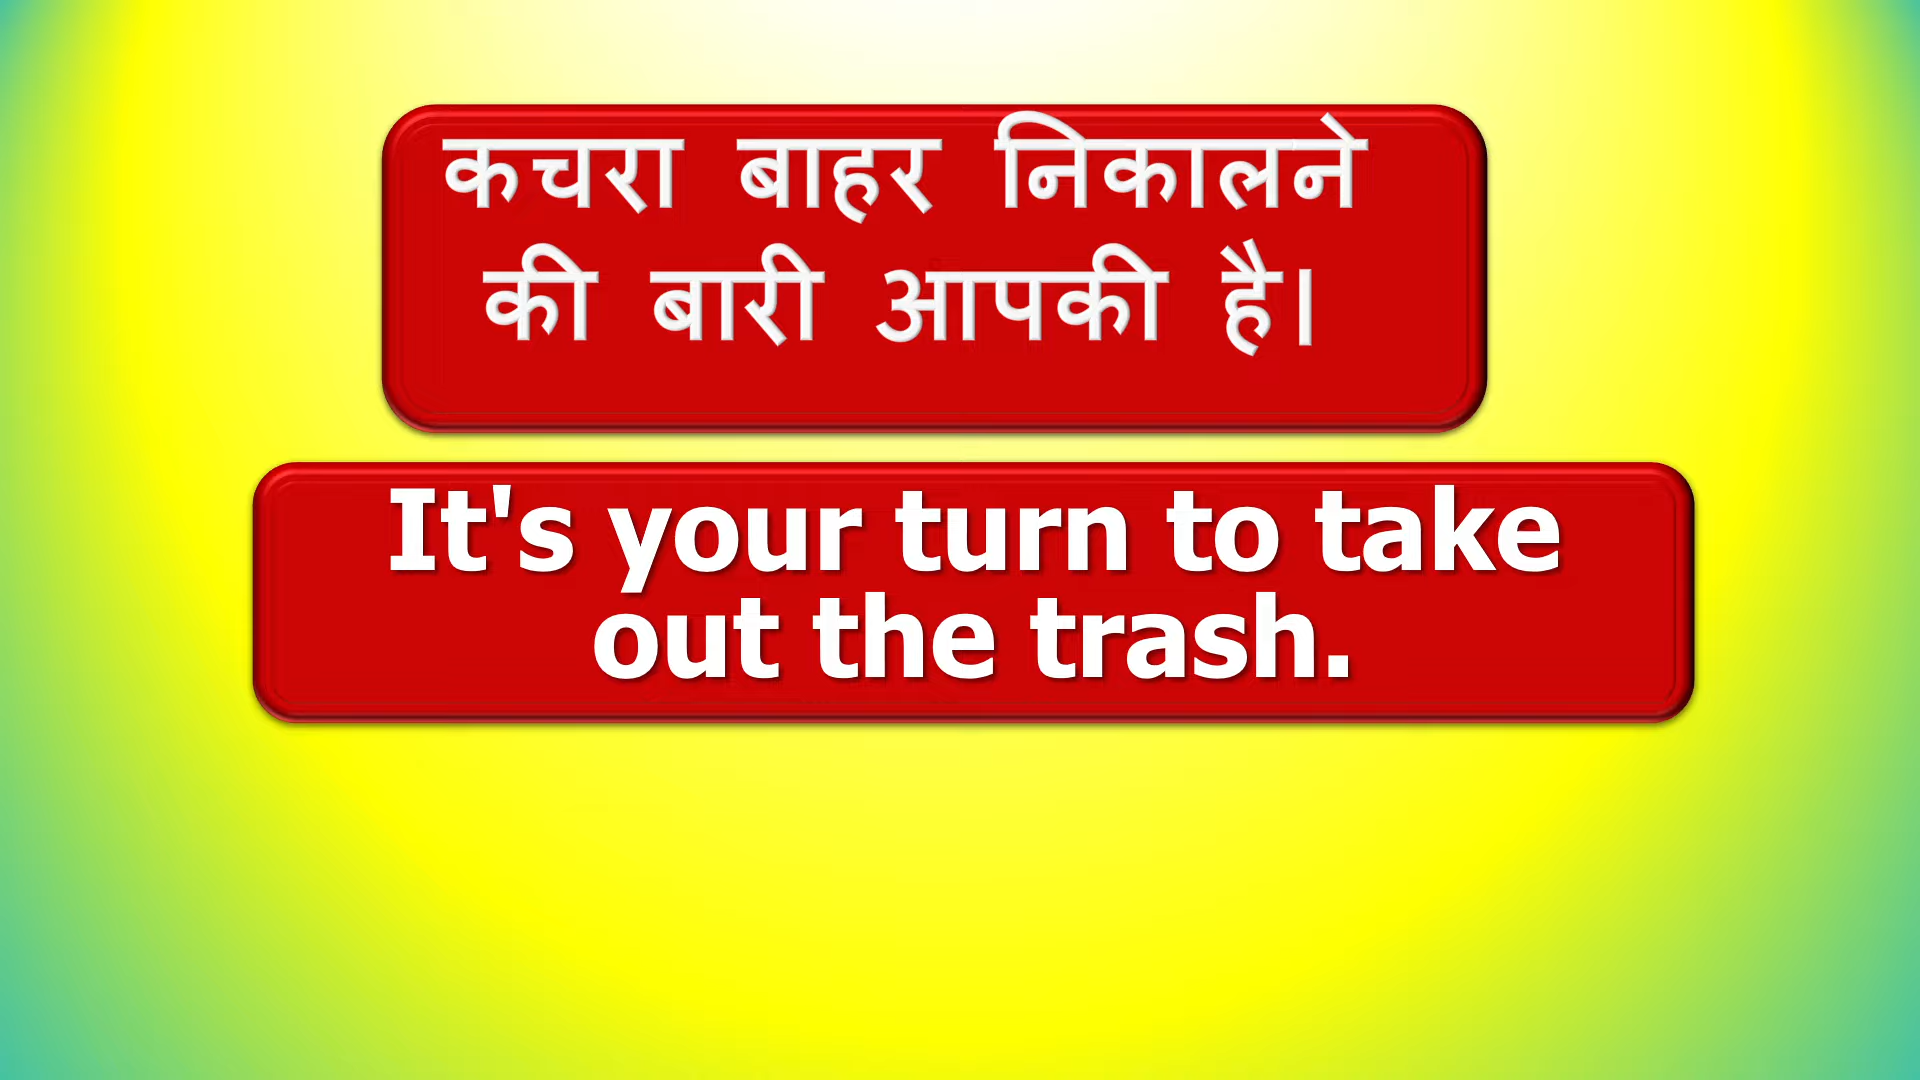 कचरा बाहर निकालने
की बारी आपकी है।
It's your turn to take
out the trash.